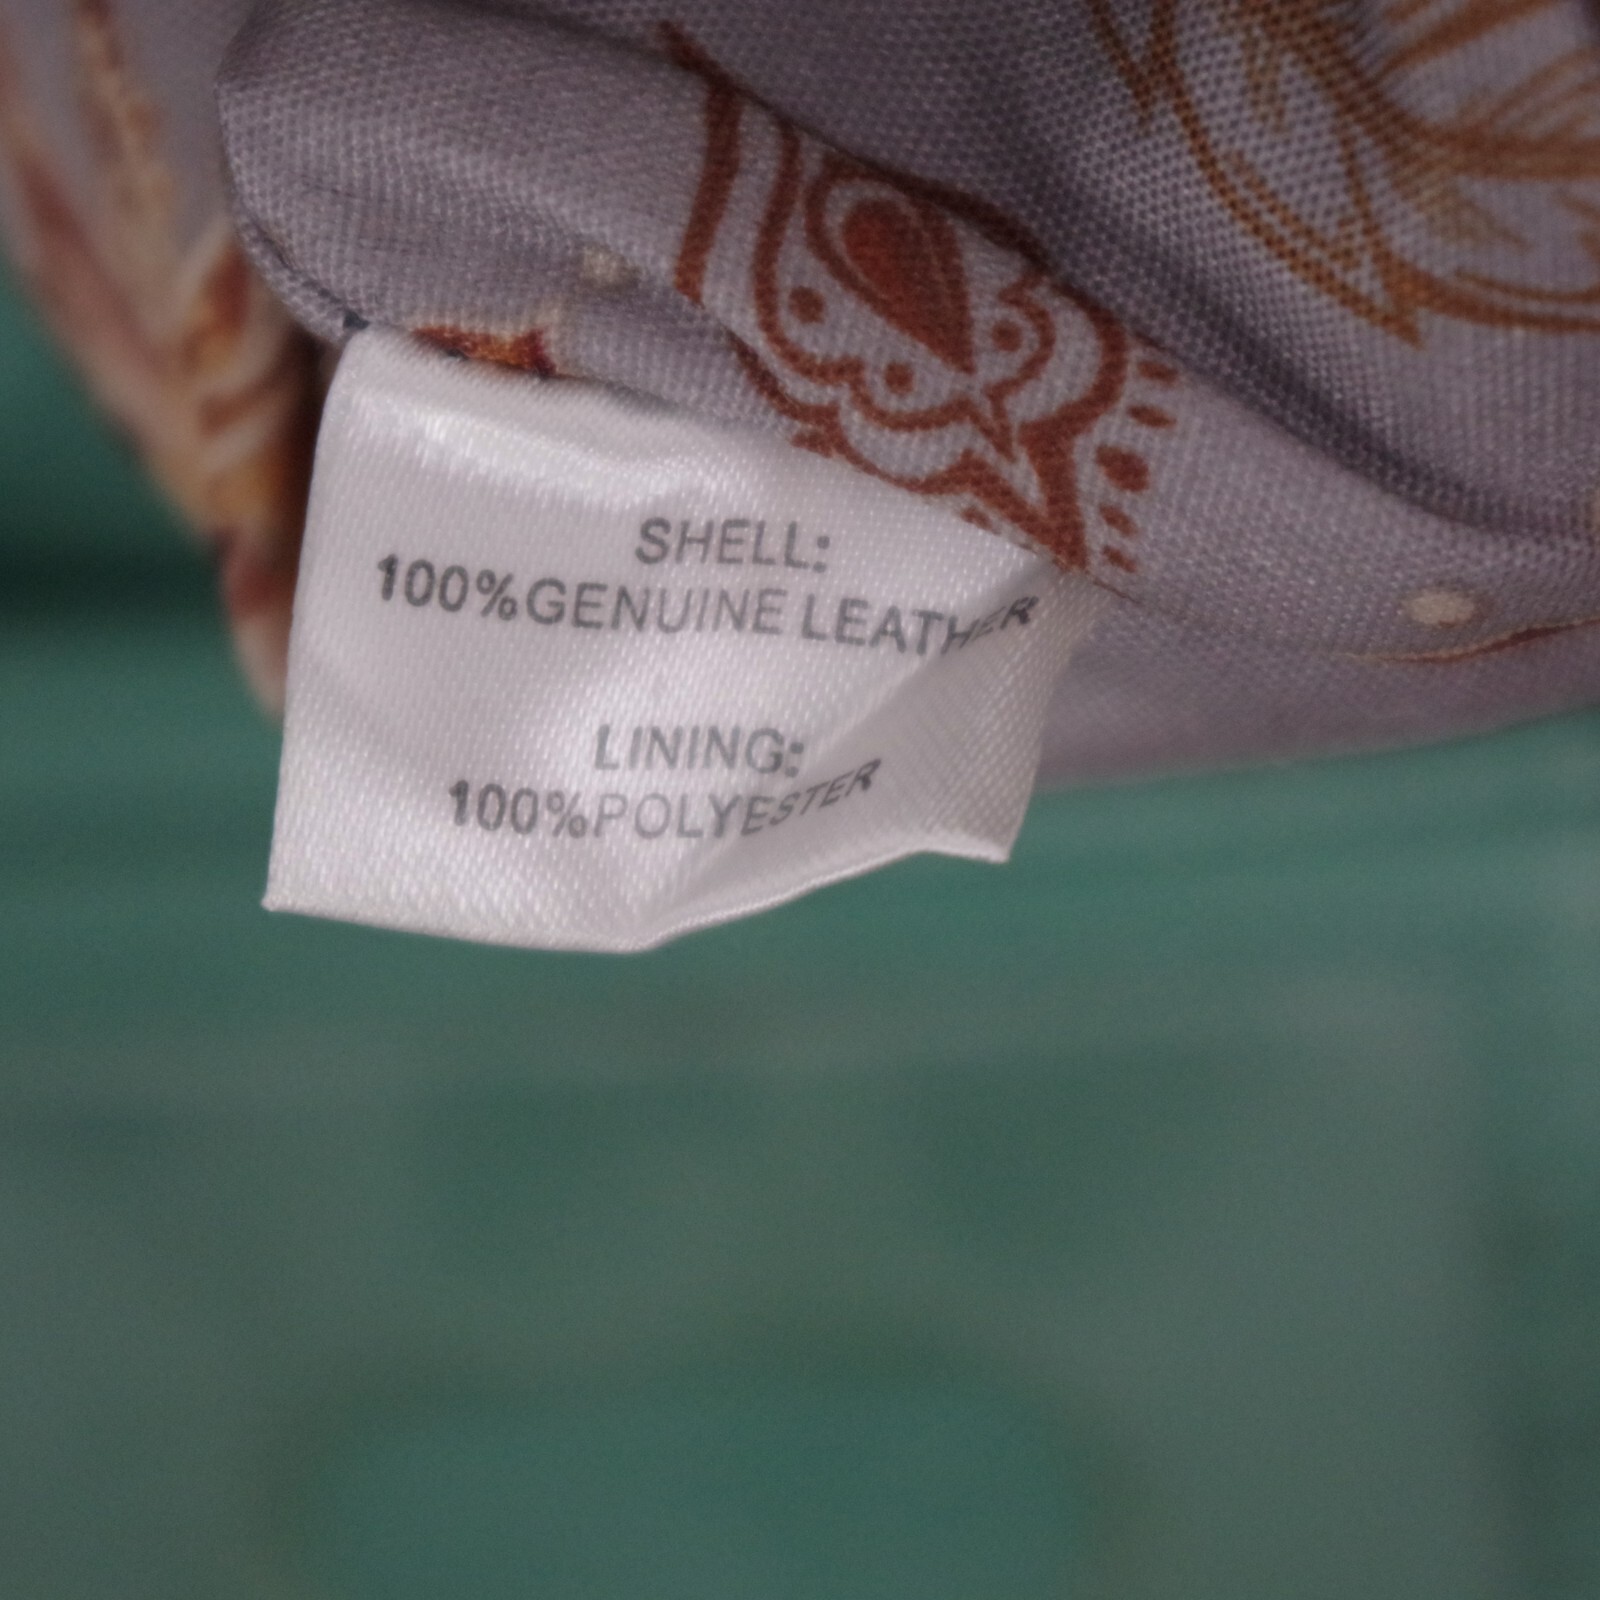 SHELL:
100%GENUINE LEATHER
LINING:
100%POLYESTER